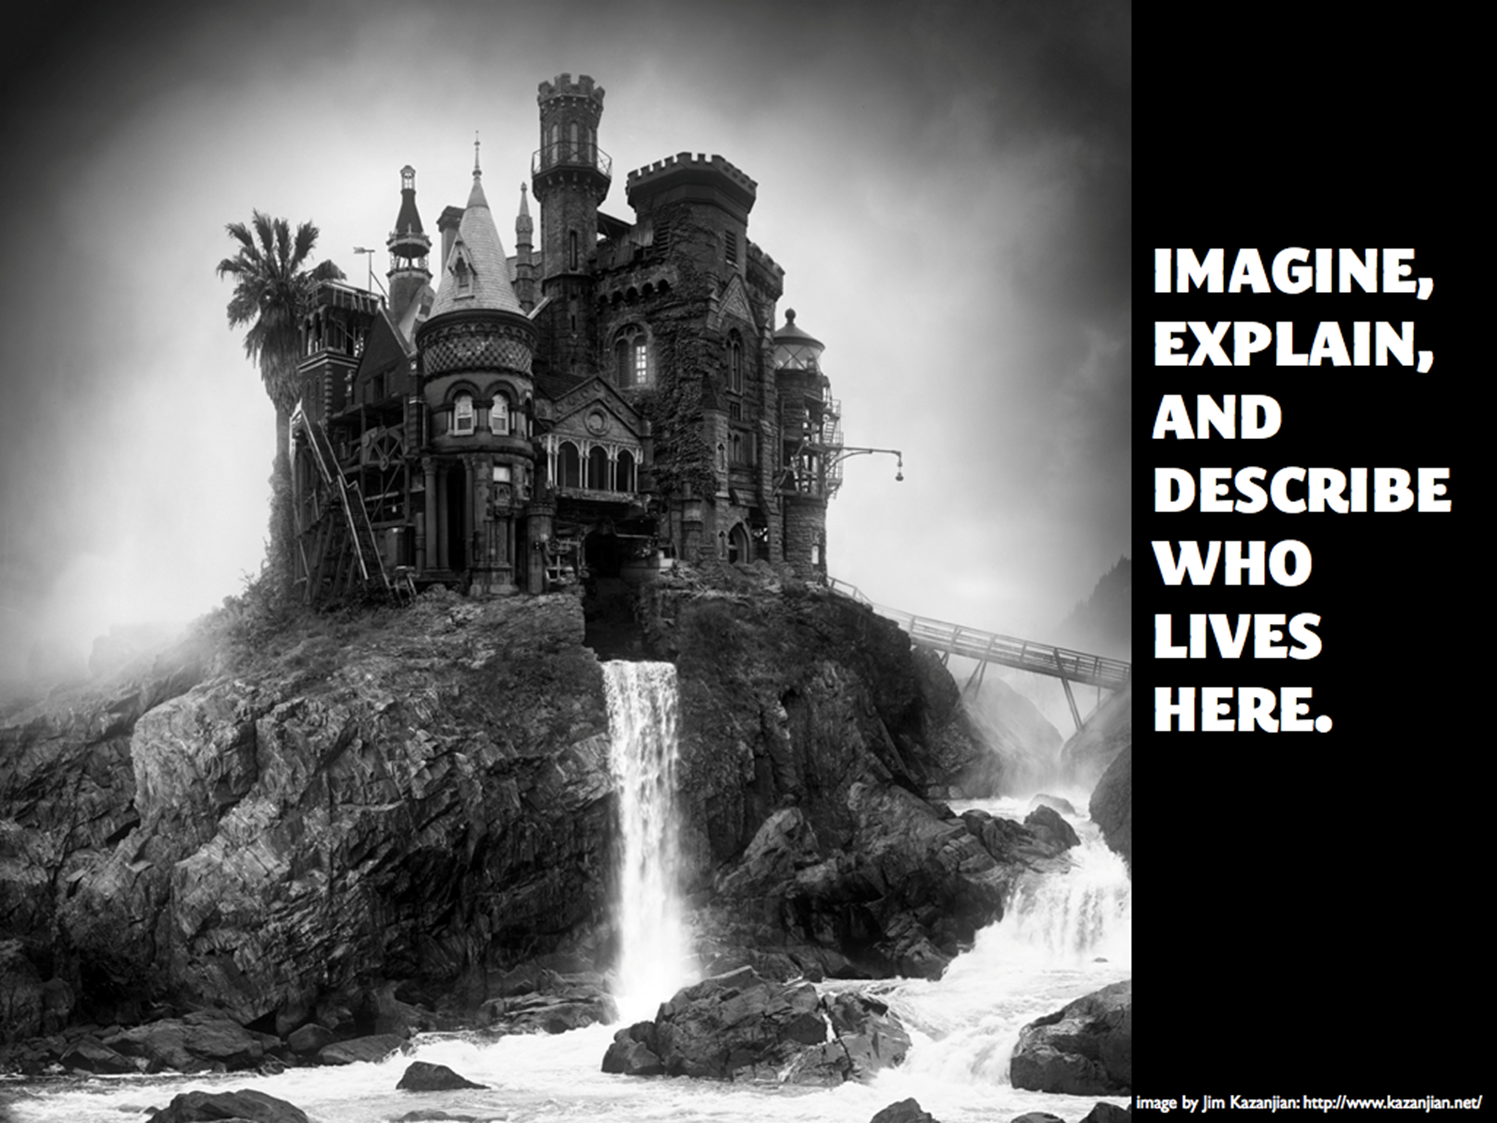 IMAGINE,
EXPLAIN,
AND
DESCRIBE
WHO
LIVES
HERE.
image by Jim Kazanjian: http://www.kazanjian.net/